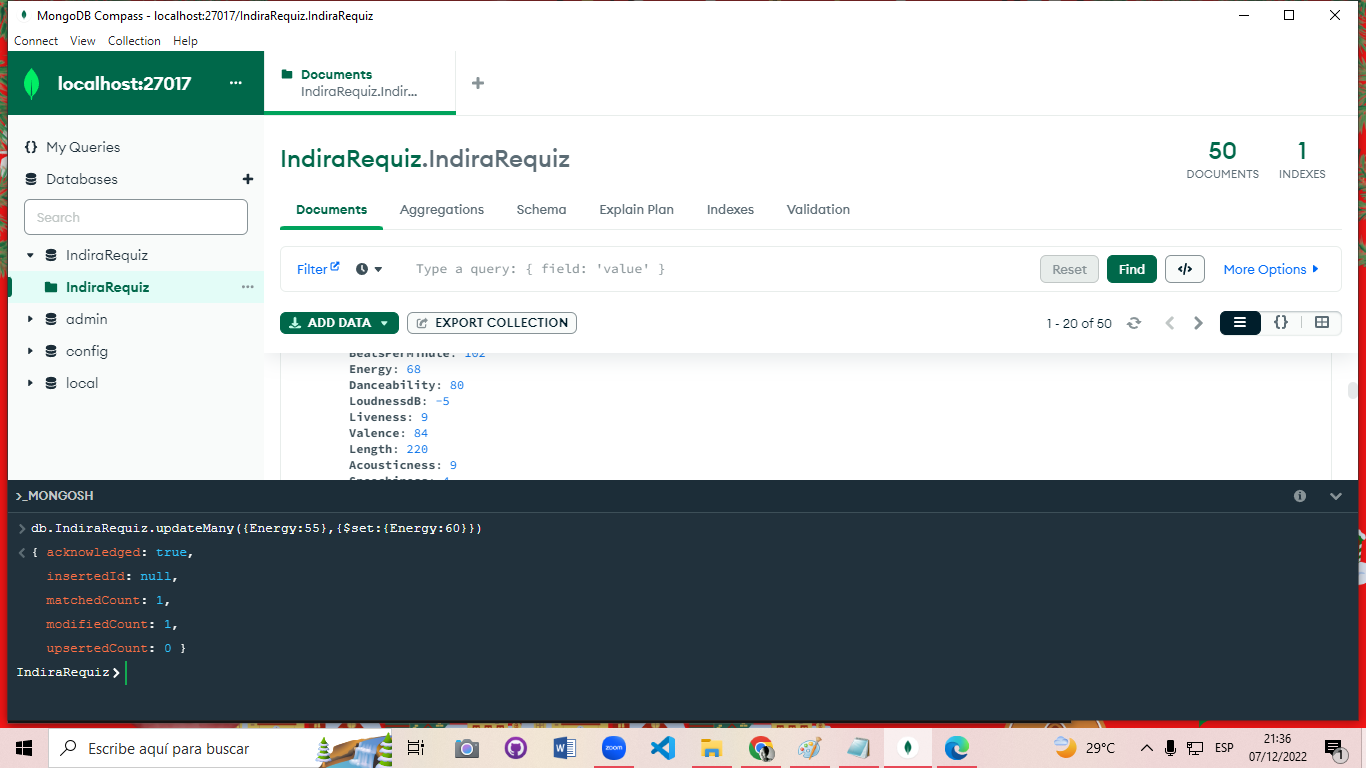 MongoDB Compass - localhost:27017/IndiraRequiz.IndiraRequiz
Connect View Collection Help
localhost:27017 ...
Documents
IndiraRequiz.Indir...
My Queries
Databases
Search
IndiraRequiz
IndiraRequiz
admin
config
local
IndiraRequiz.IndiraRequiz
50
DOCUMENTS
1
INDEXES
Documents Aggregations Schema Explain Plan Indexes Validation
Filter Type a query: { field: 'value' } Reset Find </> More Options
ADD DATA EXPORT COLLECTION 1 - 20 of 50 {}
BeatsPerMinute: 102
Energy: 68
Danceability: 80
LoudnessdB: -5
Liveness: 9
Valence: 84
Length: 220
Acousticness: 9
>_MONGOSH
> db.IndiraRequiz.updateMany({Energy:55},{$set:{Energy:60}})
< { acknowledged: true,
insertedId: null,
matchedCount: 1,
modifiedCount: 1,
upsertedCount: 0 }
IndiraRequiz>
Escribe aquí para buscar
zoom
29°C
ESP
21:36
07/12/2022
1